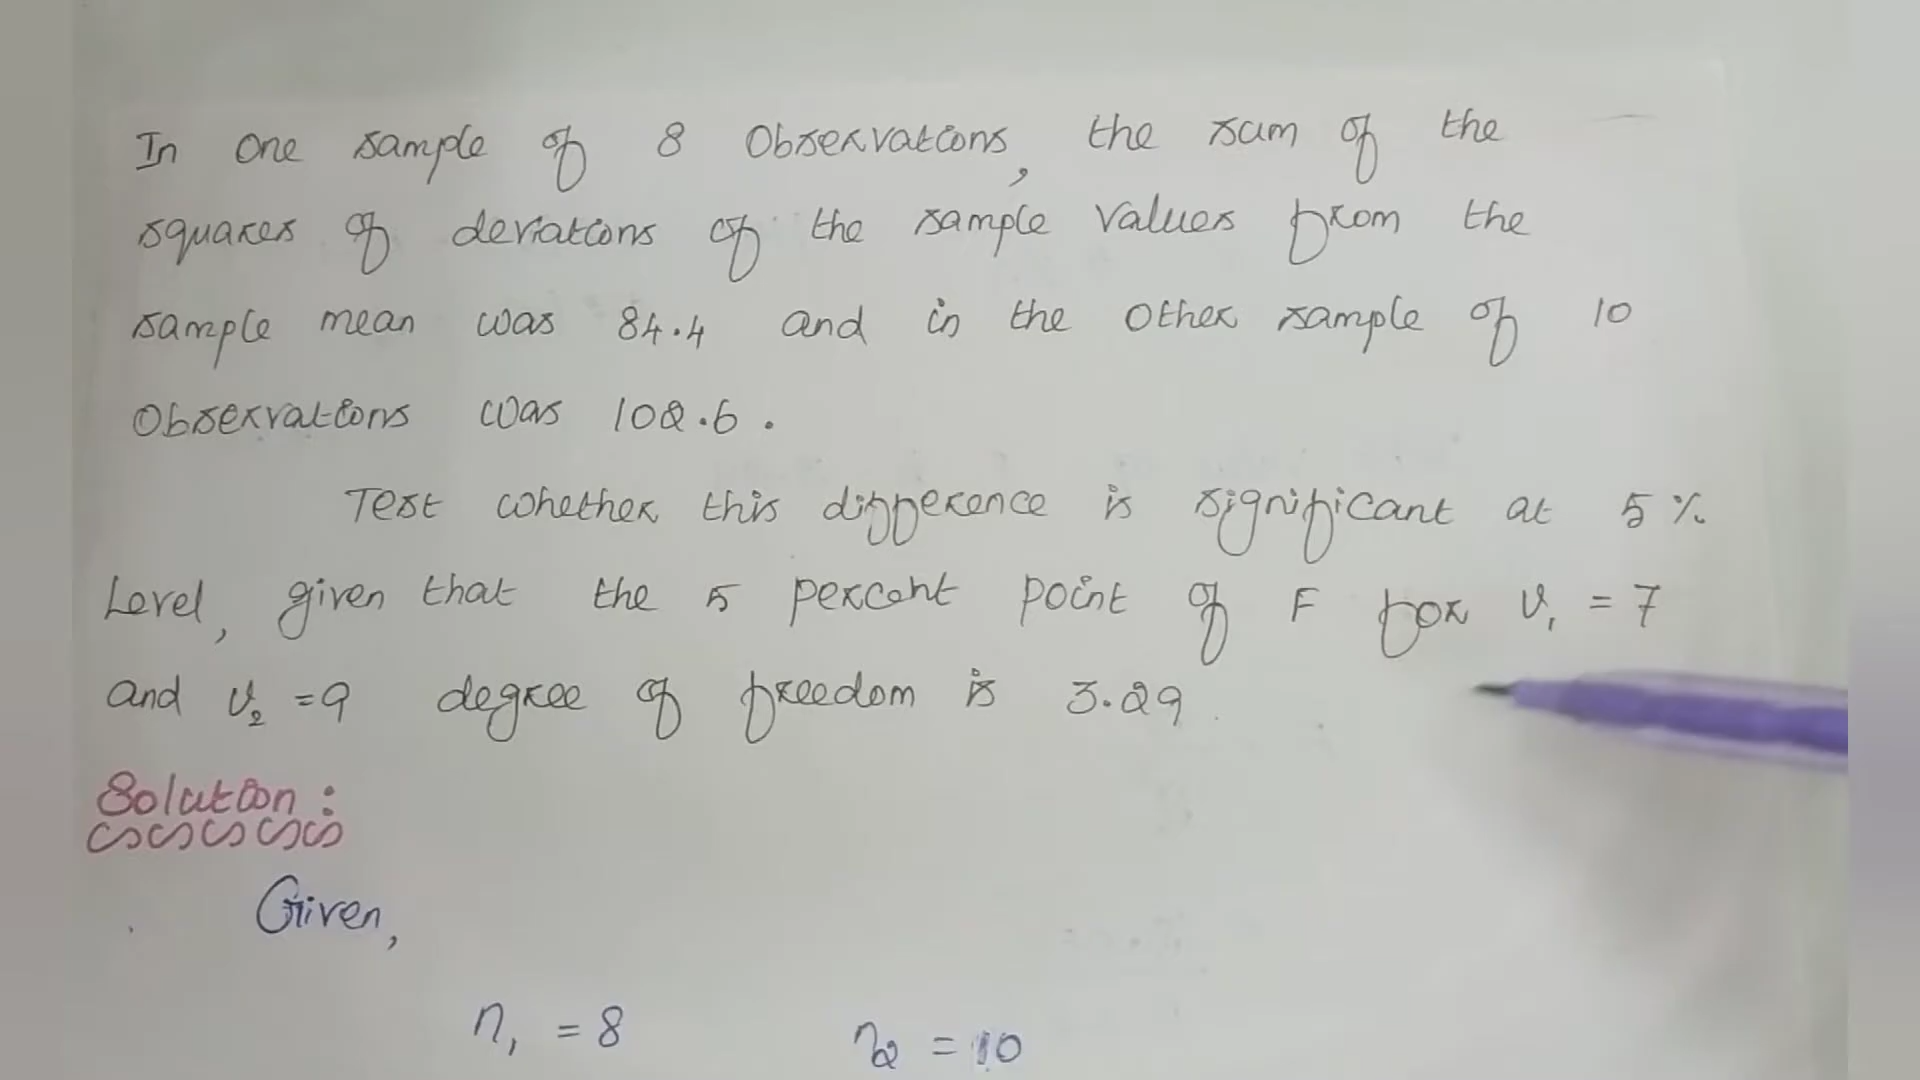 In one sample of 8 Observations, the sum of the
squares of deviations of the sample values from the
sample mean was 84.4 and in the other sample of 10
Observations was 102.6.
Test whether this difference is significant at 5%
Level, given that the 5 percent point of F for V₁ = 7
and V₂ = 9 degree of freedom is 3.29
Solution:
Given,
n₁ = 8 n₂ = 10